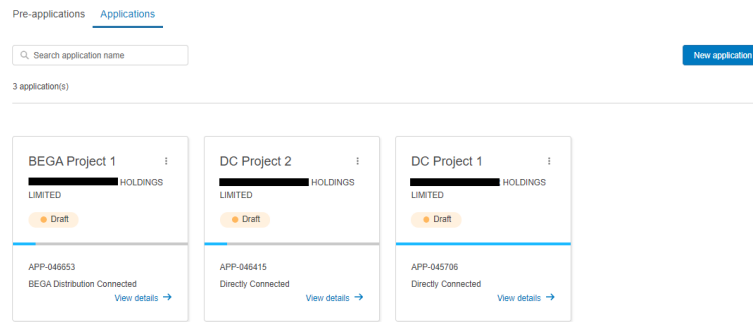 Pre-applications Applications
Search application name
New application
3 application(s)
BEGA Project 1
HOLDINGS
LIMITED
Draft
APP-046653
BEGA Distribution Connected
View details →
DC Project 2
HOLDINGS
LIMITED
Draft
APP-046415
Directly Connected
View details →
DC Project 1
HOLDINGS
LIMITED
Draft
APP-045706
Directly Connected
View details →